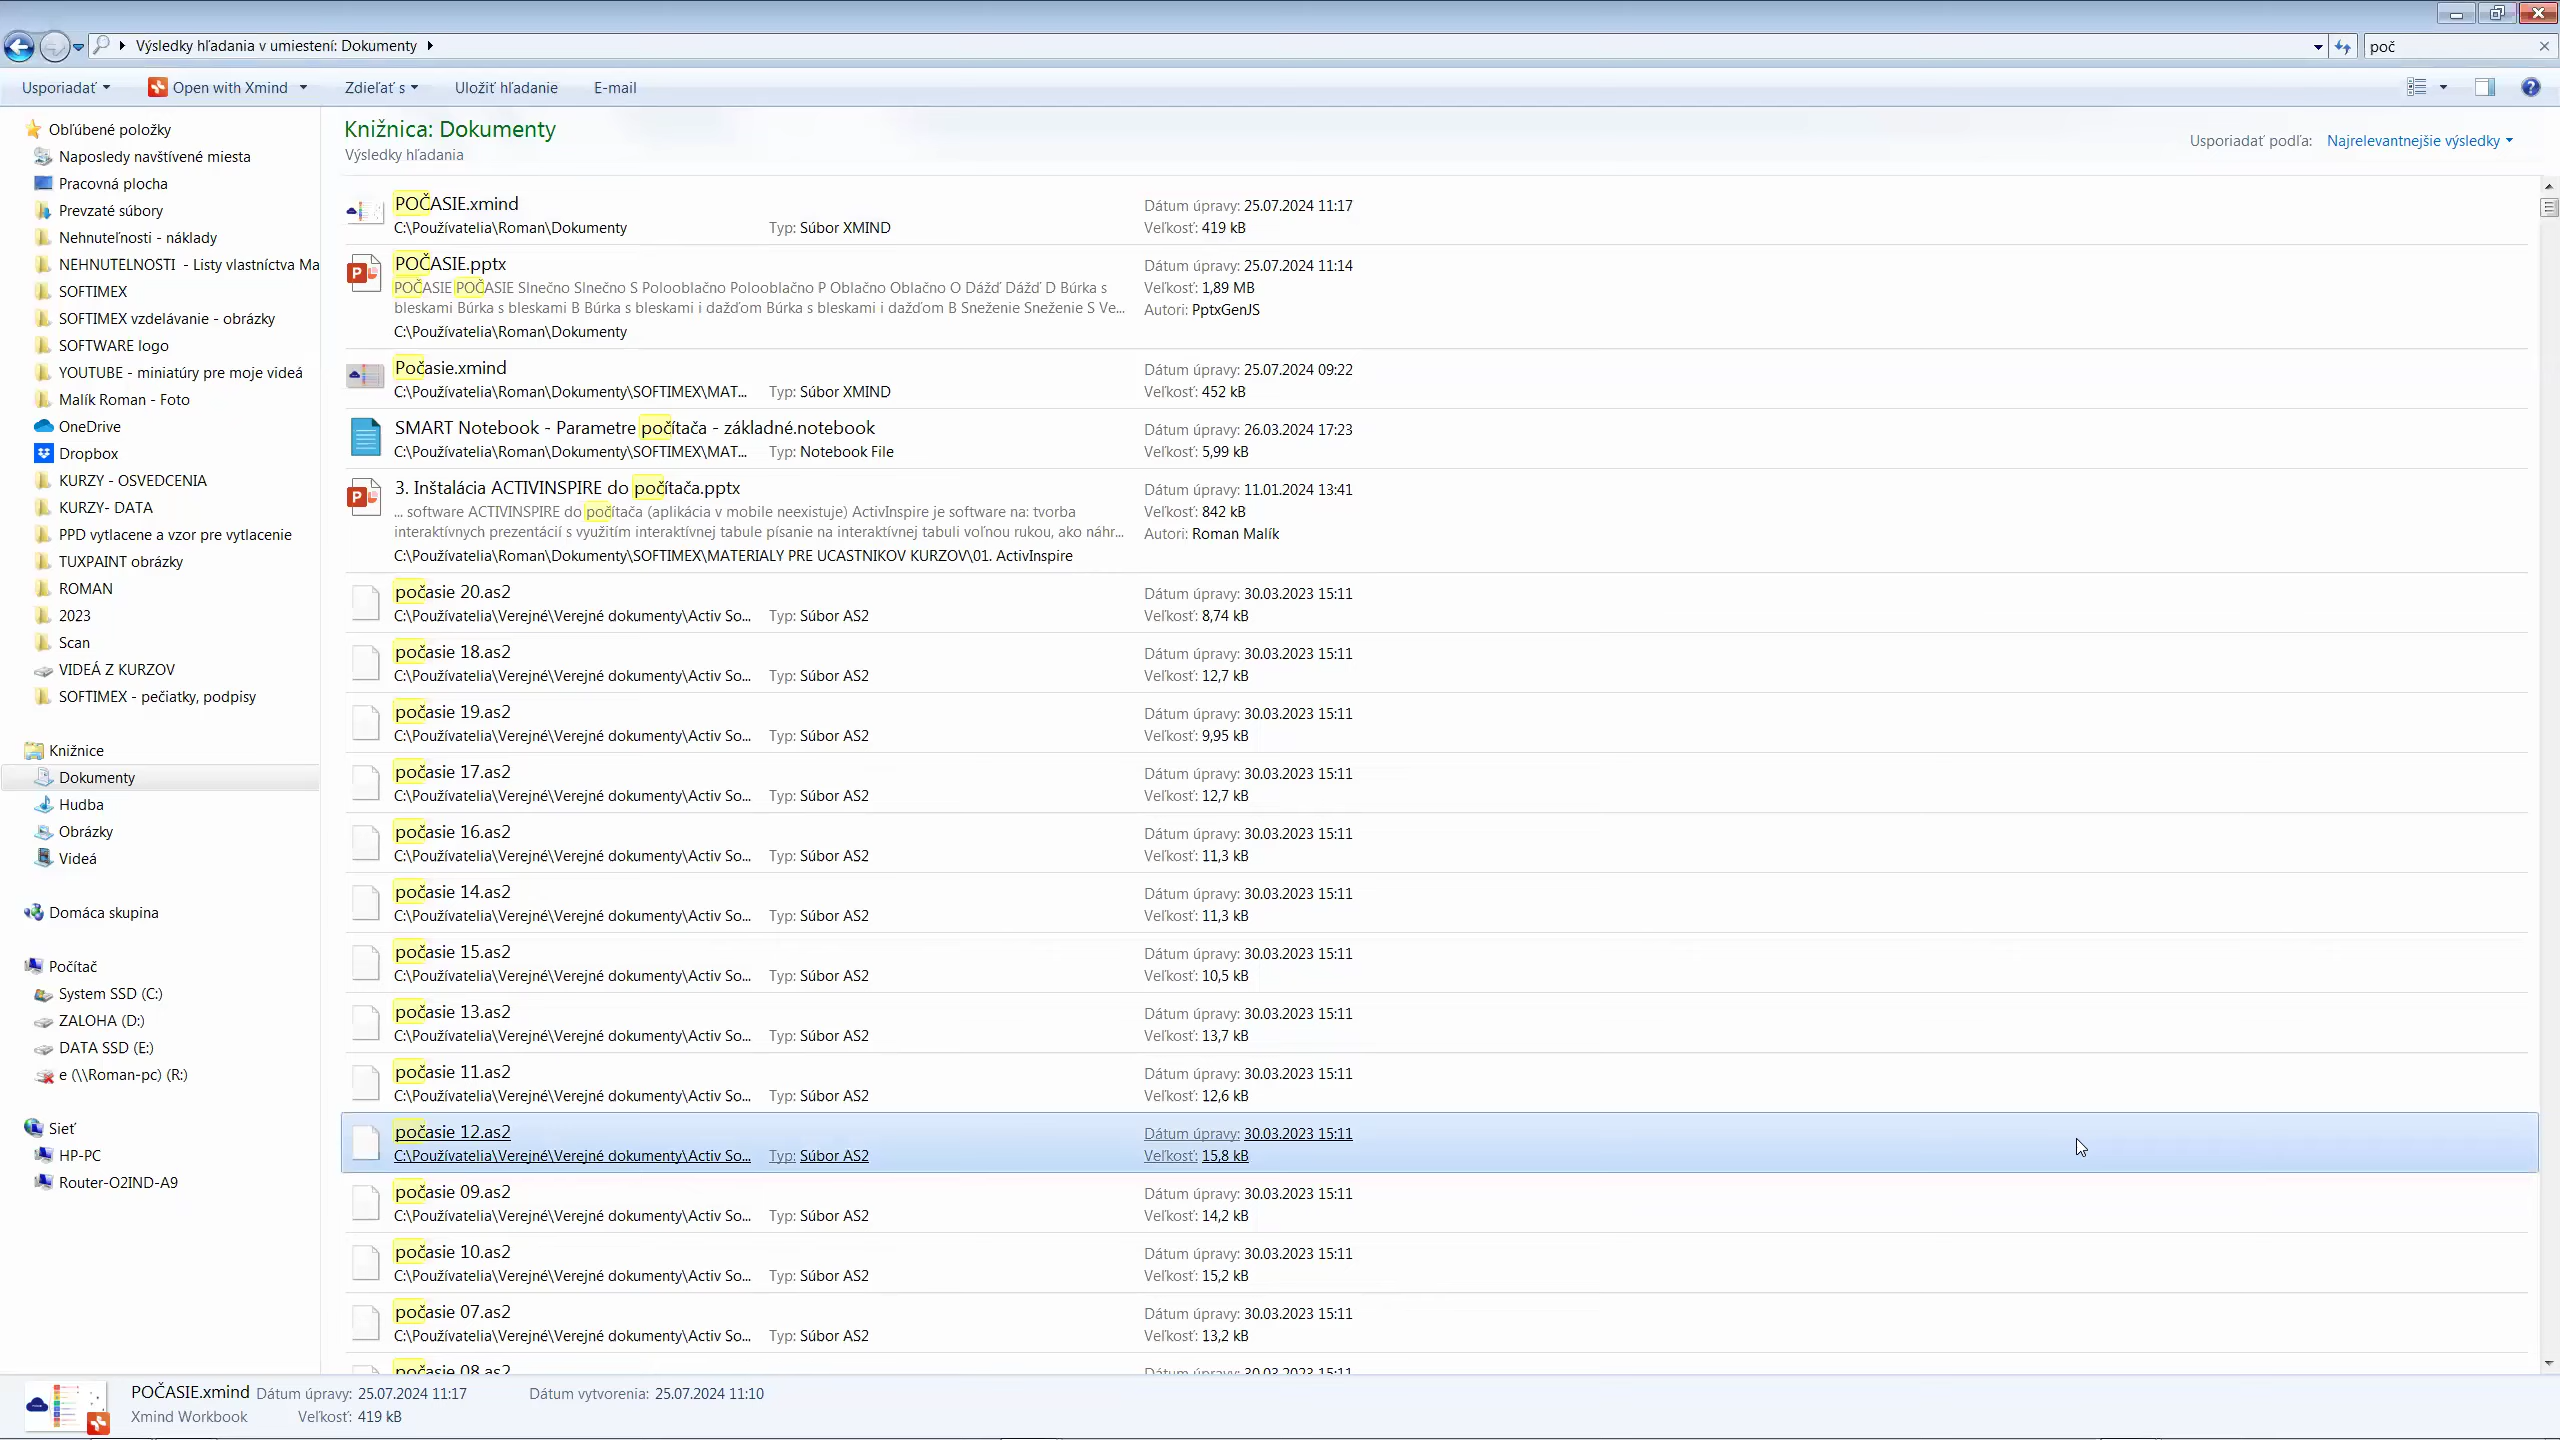 Výsledky hľadania v umiestení: Dokumenty
poč
Usporiadať
Open with Xmind
Zdieľať s
Uložiť hľadanie
E-mail
Obľúbené položky
Naposledy navštívené miesta
Pracovná plocha
Prevzaté súbory
Nehnuteľnosti - náklady
NEHNUTELNOSTI - Listy vlastníctva Ma
SOFTIMEX
SOFTIMEX vzdelávanie - obrázky
SOFTWARE logo
YOUTUBE - miniatúry pre moje videá
Malík Roman - Foto
OneDrive
Dropbox
KURZY - OSVEDCENIA
KURZY- DATA
PPD vytlacene a vzor pre vytlacenie
TUXPAINT obrázky
ROMAN
2023
Scan
VIDEÁ Z KURZOV
SOFTIMEX - pečiatky, podpisy
Knižnice
Dokumenty
Hudba
Obrázky
Videá
Domáca skupina
Počítač
System SSD (C:)
ZALOHA (D:)
DATA SSD (E:)
e (\\Roman-pc) (R:)
Sieť
HP-PC
Router-O2IND-A9
Knižnica: Dokumenty
Výsledky hľadania
Usporiadať podľa: Najrelevantnejšie výsledky
POČASIE.xmind
C:\Používatelia\Roman\Dokumenty Typ: Súbor XMIND
Dátum úpravy: 25.07.2024 11:17
Veľkosť: 419 kB
POČASIE.pptx
POČASIE POČASIE Slnečno Slnečno S Polooblačno Polooblačno P Oblačno Oblačno O Dážď Dážď D Búrka s
bleskami Búrka s bleskami B Búrka s bleskami i dažďom Búrka s bleskami i dažďom B Sneženie Sneženie S Ve...
C:\Používatelia\Roman\Dokumenty
Dátum úpravy: 25.07.2024 11:14
Veľkosť: 1,89 MB
Autori: PptxGenJS
Počasie.xmind
C:\Používatelia\Roman\Dokumenty\SOFTIMEX\MAT... Typ: Súbor XMIND
Dátum úpravy: 25.07.2024 09:22
Veľkosť: 452 kB
SMART Notebook - Parametre počítača - základné.notebook
C:\Používatelia\Roman\Dokumenty\SOFTIMEX\MAT... Typ: Notebook File
Dátum úpravy: 26.03.2024 17:23
Veľkosť: 5,99 kB
3. Inštalácia ACTIVINSPIRE do počítača.pptx
... software ACTIVINSPIRE do počítača (aplikácia v mobile neexistuje) ActivInspire je software na: tvorba
interaktívnych prezentácií s využitím interaktívnej tabule písanie na interaktívnej tabuli voľnou rukou, ako náhr...
C:\Používatelia\Roman\Dokumenty\SOFTIMEX\MATERIALY PRE UCASTNIKOV KURZOV\01. ActivInspire
Dátum úpravy: 11.01.2024 13:41
Veľkosť: 842 kB
Autori: Roman Malík
počasie 20.as2
C:\Používatelia\Verejné\Verejné dokumenty\Activ So... Typ: Súbor AS2
Dátum úpravy: 30.03.2023 15:11
Veľkosť: 8,74 kB
počasie 18.as2
C:\Používatelia\Verejné\Verejné dokumenty\Activ So... Typ: Súbor AS2
Dátum úpravy: 30.03.2023 15:11
Veľkosť: 12,7 kB
počasie 19.as2
C:\Používatelia\Verejné\Verejné dokumenty\Activ So... Typ: Súbor AS2
Dátum úpravy: 30.03.2023 15:11
Veľkosť: 9,95 kB
počasie 17.as2
C:\Používatelia\Verejné\Verejné dokumenty\Activ So... Typ: Súbor AS2
Dátum úpravy: 30.03.2023 15:11
Veľkosť: 12,7 kB
počasie 16.as2
C:\Používatelia\Verejné\Verejné dokumenty\Activ So... Typ: Súbor AS2
Dátum úpravy: 30.03.2023 15:11
Veľkosť: 11,3 kB
počasie 14.as2
C:\Používatelia\Verejné\Verejné dokumenty\Activ So... Typ: Súbor AS2
Dátum úpravy: 30.03.2023 15:11
Veľkosť: 11,3 kB
počasie 15.as2
C:\Používatelia\Verejné\Verejné dokumenty\Activ So... Typ: Súbor AS2
Dátum úpravy: 30.03.2023 15:11
Veľkosť: 10,5 kB
počasie 13.as2
C:\Používatelia\Verejné\Verejné dokumenty\Activ So... Typ: Súbor AS2
Dátum úpravy: 30.03.2023 15:11
Veľkosť: 13,7 kB
počasie 11.as2
C:\Používatelia\Verejné\Verejné dokumenty\Activ So... Typ: Súbor AS2
Dátum úpravy: 30.03.2023 15:11
Veľkosť: 12,6 kB
počasie 12.as2
C:\Používatelia\Verejné\Verejné dokumenty\Activ So... Typ: Súbor AS2
Dátum úpravy: 30.03.2023 15:11
Veľkosť: 15,8 kB
počasie 09.as2
C:\Používatelia\Verejné\Verejné dokumenty\Activ So... Typ: Súbor AS2
Dátum úpravy: 30.03.2023 15:11
Veľkosť: 14,2 kB
počasie 10.as2
C:\Používatelia\Verejné\Verejné dokumenty\Activ So... Typ: Súbor AS2
Dátum úpravy: 30.03.2023 15:11
Veľkosť: 15,2 kB
počasie 07.as2
C:\Používatelia\Verejné\Verejné dokumenty\Activ So... Typ: Súbor AS2
Dátum úpravy: 30.03.2023 15:11
Veľkosť: 13,2 kB
počasie 08.as2
Dátum úpravy: 30.03.2023 15:11
POČASIE.xmind Dátum úpravy: 25.07.2024 11:17 Dátum vytvorenia: 25.07.2024 11:10
Xmind Workbook Veľkosť: 419 kB